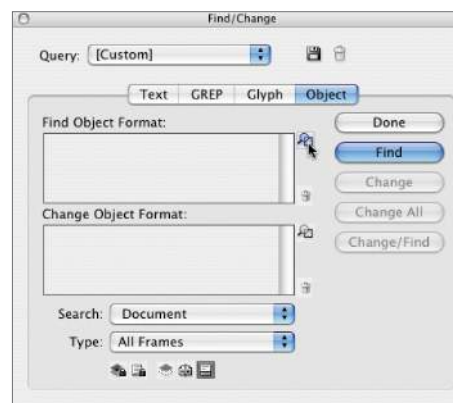 Find/Change
Query: [Custom]
Text GREP Glyph Object
Find Object Format:
Done
Find
Change
Change Object Format:
Change All
Change/Find
Search: Document
Type: All Frames